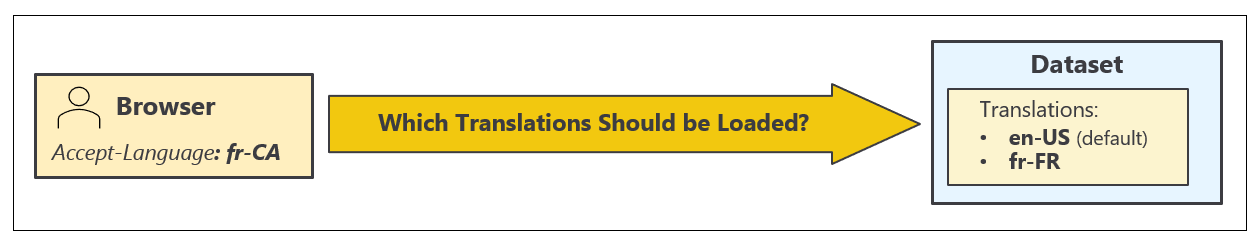 Browser
Accept-Language: fr-CA
Which Translations Should be Loaded?
Dataset
Translations:
• en-US (default)
• fr-FR